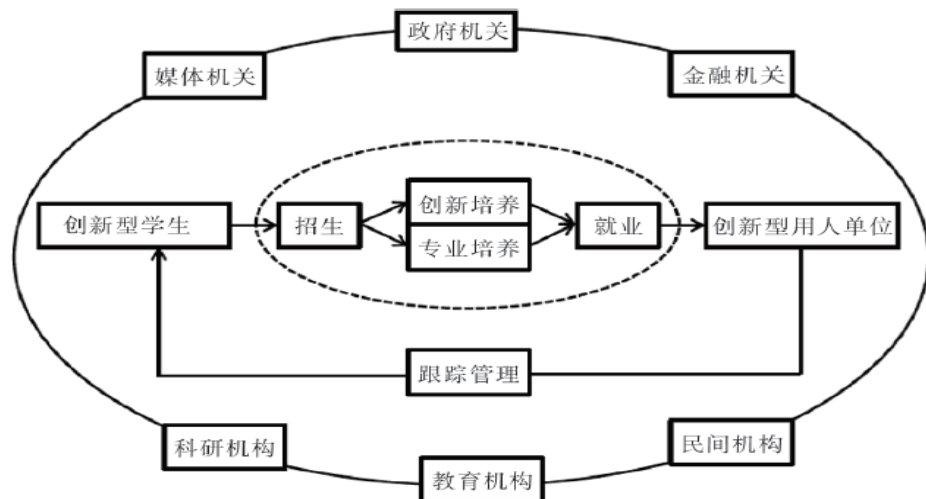 政府机关
媒体机关
金融机关
创新型学生
招生
创新培养
专业培养
就业
创新型用人单位
跟踪管理
科研机构
教育机构
民间机构